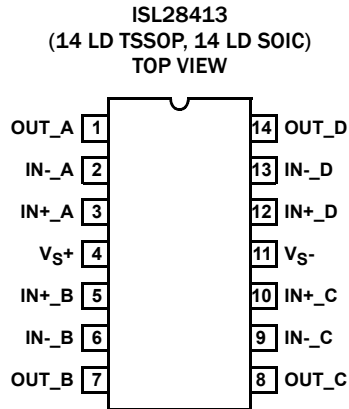 ISL28413
(14 LD TSSOP, 14 LD SOIC)
TOP VIEW
OUT_A 1 14 OUT_D
IN-_A 2 13 IN-_D
IN+_A 3 12 IN+_D
VS+ 4 11 VS-
IN+_B 5 10 IN+_C
IN-_B 6 9 IN-_C
OUT_B 7 8 OUT_C